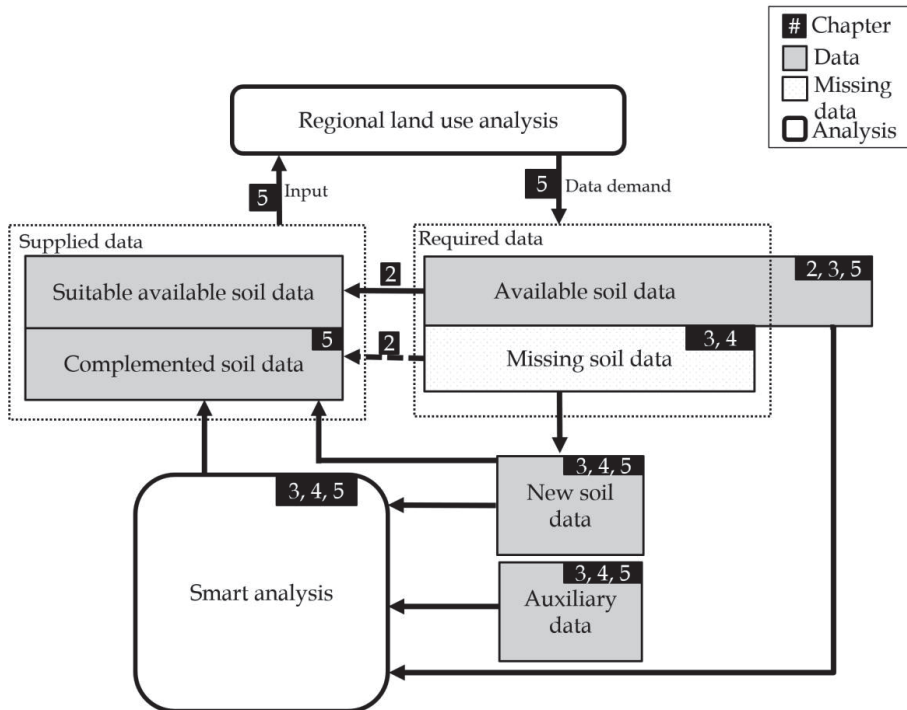 # Chapter
Data
Missing
data
Analysis
Regional land use analysis
5 Input
5 Data demand
Supplied data
Required data
2, 3, 5
Suitable available soil data
2
Available soil data
5
3, 4
Complemented soil data
2
Missing soil data
3, 4, 5
3, 4, 5
New soil
data
Smart analysis
3, 4, 5
Auxiliary
data